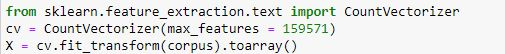 from sklearn.feature_extraction.text import CountVectorizer
cv = CountVectorizer(max_features = 159571)
X = cv.fit_transform(corpus).toarray()